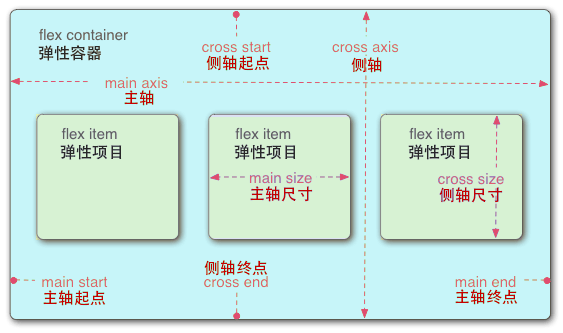 flex container
弹性容器
cross start
侧轴起点
cross axis
侧轴
main axis
主轴
flex item
弹性项目
flex item
弹性项目
flex item
弹性项目
main size
主轴尺寸
cross size
侧轴尺寸
main start
主轴起点
侧轴终点
cross end
main end
主轴终点